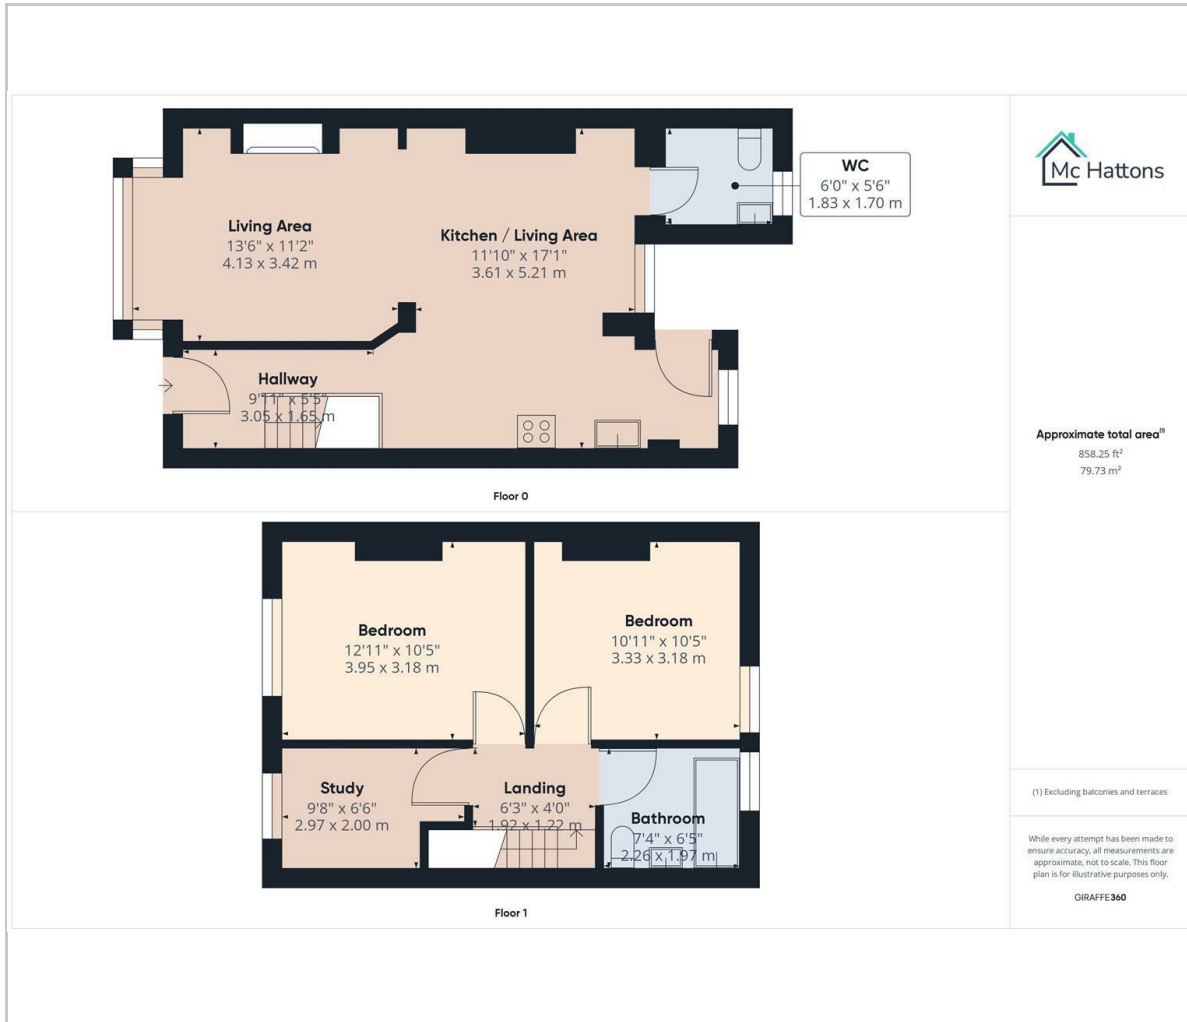 Living Area
13'6" x 11'2"
4.13 x 3.42 m
Kitchen / Living Area
11'10" x 17'1"
3.61 x 5.21 m
WC
6'0" x 5'6"
1.83 x 1.70 m
Hallway
9'11" x 5'5"
3.05 x 1.65 m
Floor 0
Bedroom
12'11" x 10'5"
3.95 x 3.18 m
Bedroom
10'11" x 10'5"
3.33 x 3.18 m
Study
9'8" x 6'6"
2.97 x 2.00 m
Landing
6'3" x 4'0"
1.92 x 1.22 m
Bathroom
7'4" x 6'5"
2.26 x 1.97 m
Floor 1
Mc Hattons
Approximate total area(1)
858.25 ft²
79.73 m²
(1) Excluding balconies and terraces
While every attempt has been made to
ensure accuracy, all measurements are
approximate, not to scale. This floor
plan is for illustrative purposes only.
GIRAFFE360